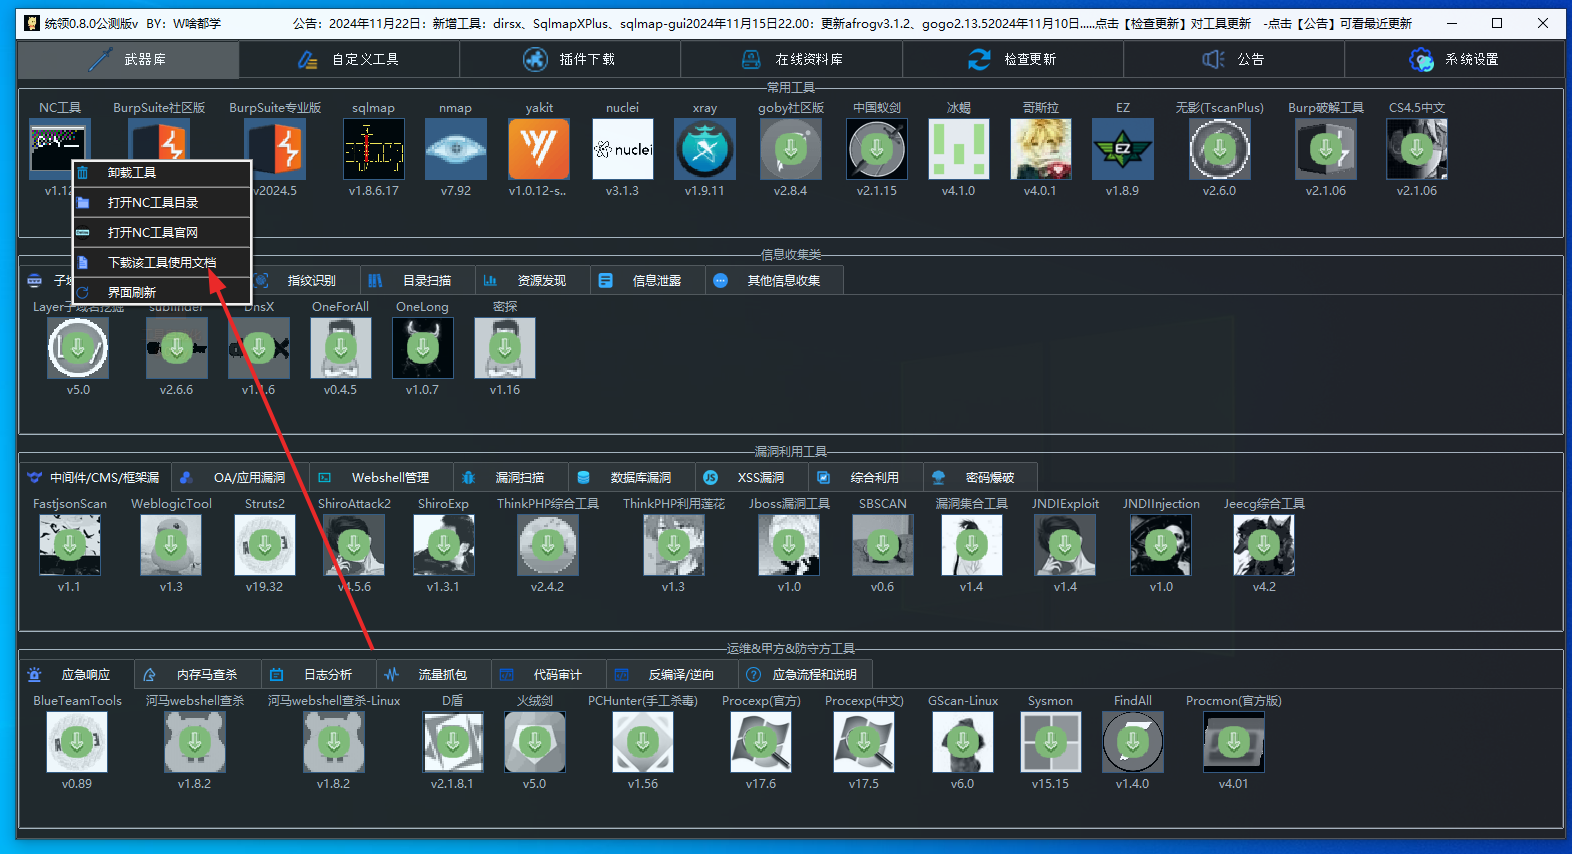 统领0.8.0公测版v BY：W啥都学
公告：2024年11月22日：新增工具：dirsx、SqlmapXPlus、sqlmap-gui2024年11月15日22.00：更新afrogv3.1.2、gogo2.13.52024年11月10日.....点击【检查更新】对工具更新 -点击【公告】可看最近更新
武器库 自定义工具 插件下载 在线资料库 检查更新 公告 系统设置
常用工具
NC工具 BurpSuite社区版 BurpSuite专业版 sqlmap nmap yakit nuclei xray goby社区版 中国蚁剑 冰蝎 哥斯拉 EZ 无影(TscanPlus) Burp破解工具 CS4.5中文
nuclei
EZ
v1.12 v2024.5 v1.8.6.17 v7.92 v1.0.12-s.. v3.1.3 v1.9.11 v2.8.4 v2.1.15 v4.1.0 v4.0.1 v1.8.9 v2.6.0 v2.1.06 v2.1.06
卸载工具
打开NC工具目录
打开NC工具官网
下载该工具使用文档
界面刷新
信息收集类
指纹识别 目录扫描 资源发现 信息泄露 其他信息收集
Layer子域名挖掘 subfinder DnsX OneForAll OneLong 密探
v5.0 v2.6.6 v1.1.6 v0.4.5 v1.0.7 v1.16
漏洞利用工具
中间件/CMS/框架漏 OA/应用漏洞 Webshell管理 漏洞扫描 数据库漏洞 XSS漏洞 综合利用 密码爆破
FastjsonScan WeblogicTool Struts2 ShiroAttack2 ShiroExp ThinkPHP综合工具 ThinkPHP利用莲花 Jboss漏洞工具 SBSCAN 漏洞集合工具 JNDIExploit JNDIInjection Jeecg综合工具
v1.1 v1.3 v19.32 v4.5.6 v1.3.1 v2.4.2 v1.3 v1.0 v0.6 v1.4 v1.4 v1.0 v4.2
运维&甲方&防守方工具
应急响应 内存马查杀 日志分析 流量抓包 代码审计 反编译/逆向 应急流程和说明
BlueTeamTools 河马webshell查杀 河马webshell查杀-Linux D盾 火绒剑 PCHunter(手工杀毒) Procexp(官方) Procexp(中文) GScan-Linux Sysmon FindAll Procmon(官方版)
v0.89 v1.8.2 v1.8.2 v2.1.8.1 v5.0 v1.56 v17.6 v17.5 v6.0 v15.15 v1.4.0 v4.01